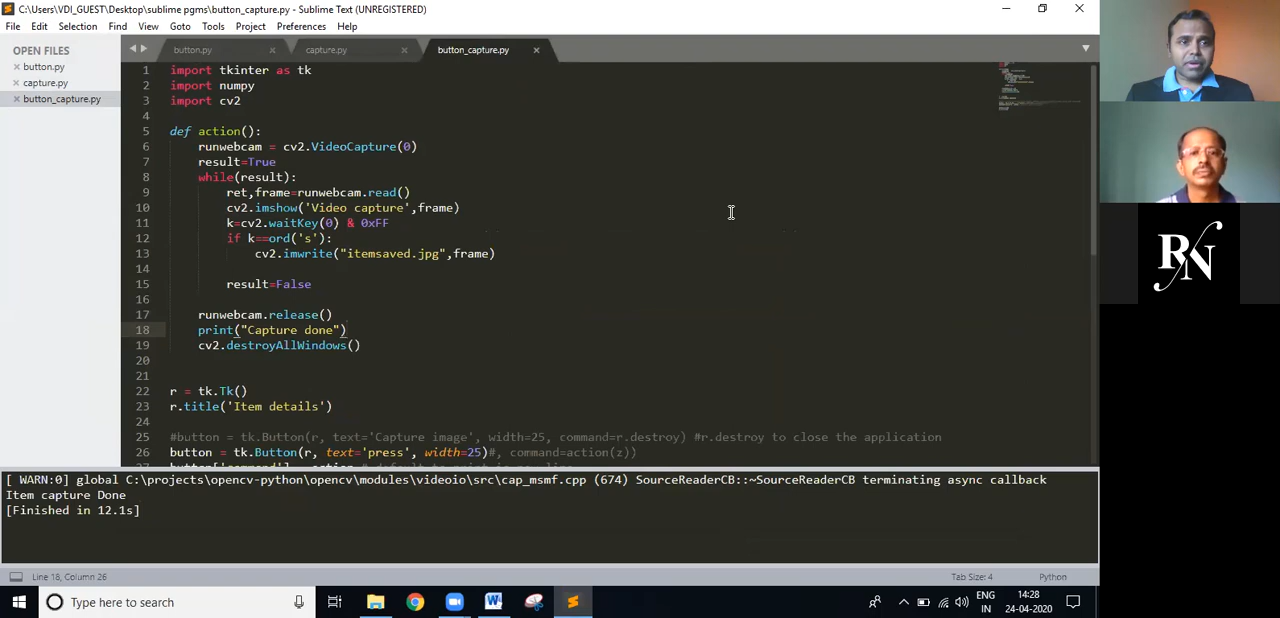 C:\Users\VDI_GUEST\Desktop\sublime pgms\button_capture.py - Sublime Text (UNREGISTERED)
File Edit Selection Find View Goto Tools Project Preferences Help
OPEN FILES
button.py
capture.py
button_capture.py
button.py capture.py button_capture.py
1 import tkinter as tk
2 import numpy
3 import cv2
4
5 def action():
6     runwebcam = cv2.VideoCapture(0)
7     result=True
8     while(result):
9         ret,frame=runwebcam.read()
10         cv2.imshow('Video capture',frame)
11         k=cv2.waitKey(0) & 0xFF
12         if k==ord('s'):
13             cv2.imwrite("itemsaved.jpg",frame)
14
15         result=False
16
17     runwebcam.release()
18     print("Capture done")
19     cv2.destroyAllWindows()
20
21
22 r = tk.Tk()
23 r.title('Item details')
24
25 #button = tk.Button(r, text='Capture image', width=25, command=r.destroy) #r.destroy to close the application
26 button = tk.Button(r, text='press', width=25)#, command=action(z))
[ WARN:0] global C:\projects\opencv-python\opencv\modules\videoio\src\cap_msmf.cpp (674) SourceReaderCB::~SourceReaderCB terminating async callback
Item capture Done
[Finished in 12.1s]
Line 18, Column 26
Tab Size: 4 Python
Type here to search
ENG
IN
14:28
24-04-2020
RN